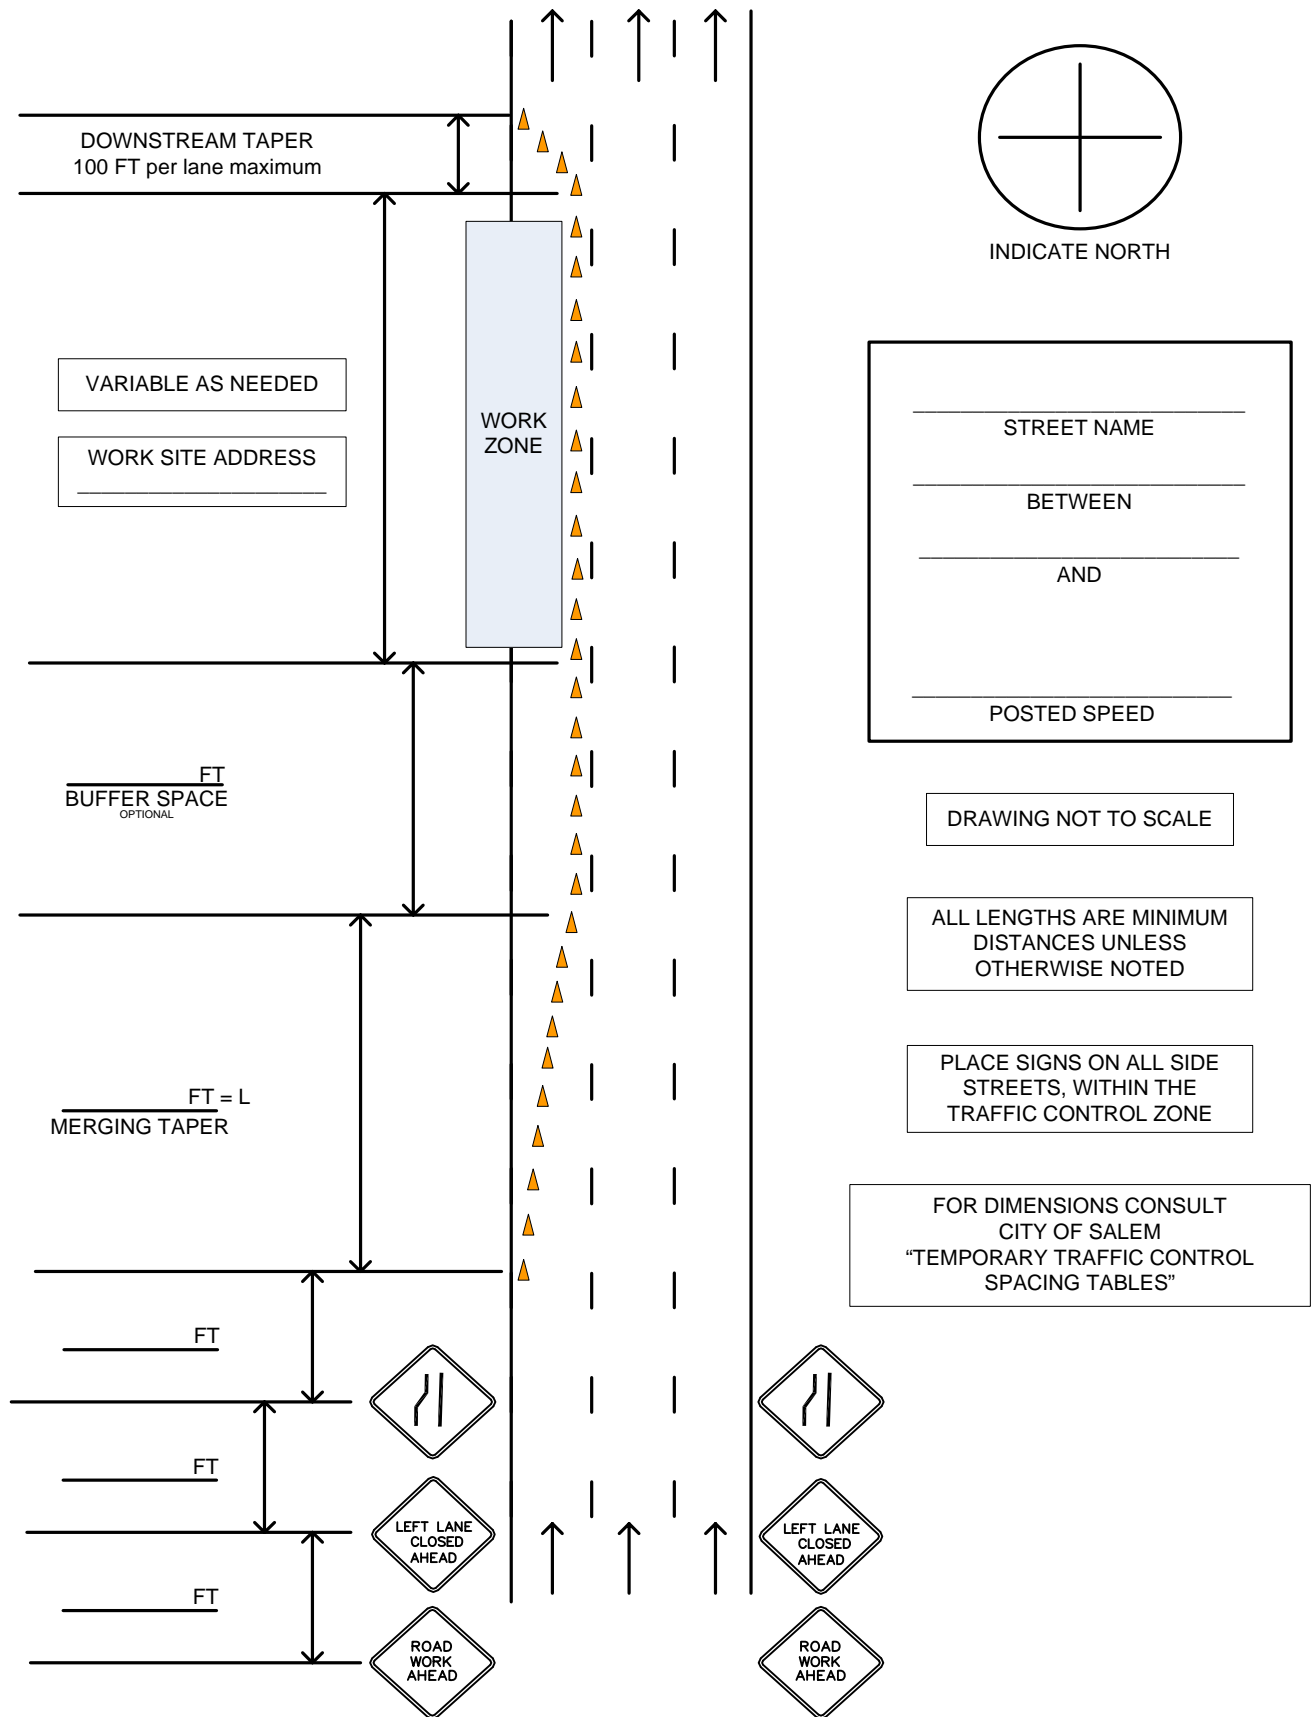 DOWNSTREAM TAPER
100 FT per lane maximum
INDICATE NORTH
VARIABLE AS NEEDED
WORK SITE ADDRESS
WORK
ZONE
STREET NAME
BETWEEN
AND
POSTED SPEED
FT
BUFFER SPACE
OPTIONAL
DRAWING NOT TO SCALE
ALL LENGTHS ARE MINIMUM
DISTANCES UNLESS
OTHERWISE NOTED
FT = L
MERGING TAPER
PLACE SIGNS ON ALL SIDE
STREETS, WITHIN THE
TRAFFIC CONTROL ZONE
FOR DIMENSIONS CONSULT
CITY OF SALEM
“TEMPORARY TRAFFIC CONTROL
SPACING TABLES”
FT
FT
LEFT LANE
CLOSED
AHEAD
LEFT LANE
CLOSED
AHEAD
FT
ROAD
WORK
AHEAD
ROAD
WORK
AHEAD